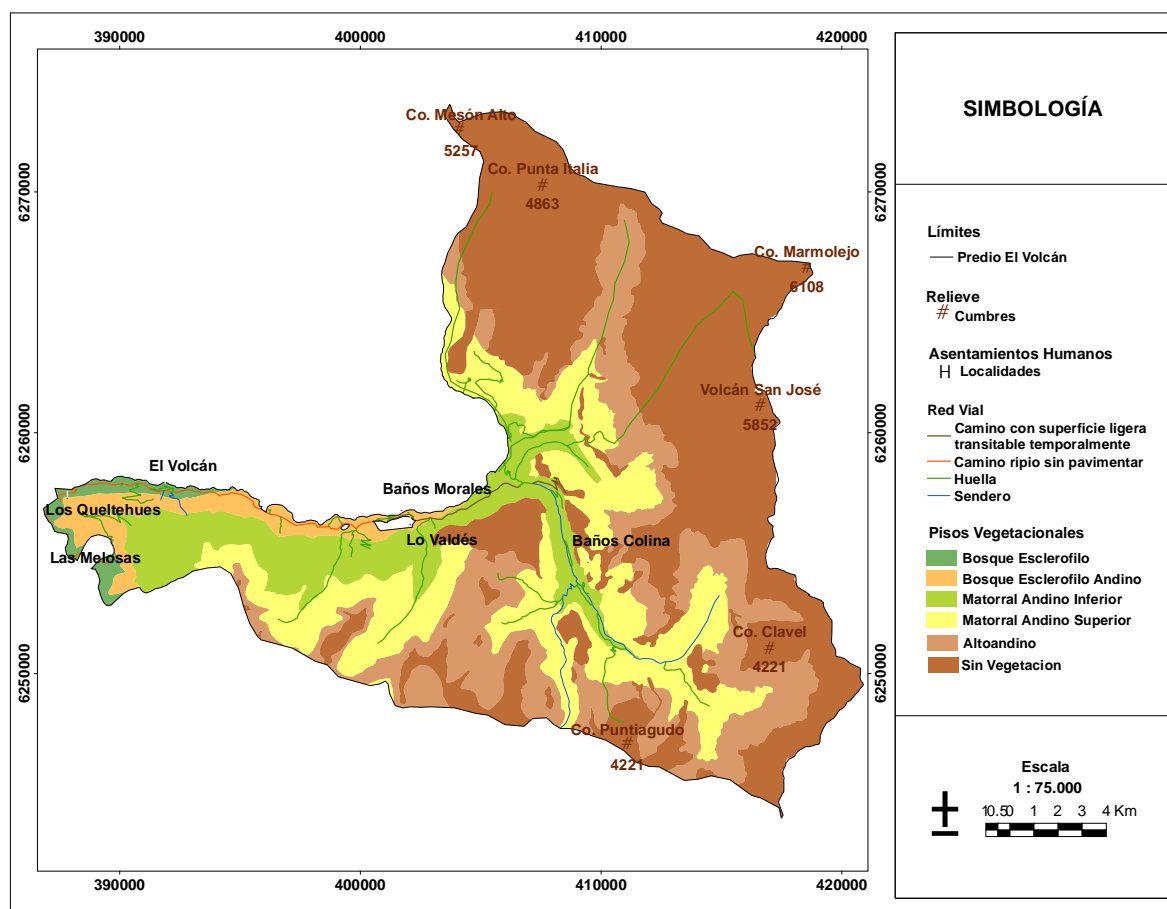 390000
400000
410000
420000
6270000
6260000
6250000
6270000
6260000
6250000
390000
400000
410000
420000
Co. Mesón Alto
#
5257
Co. Punta Italia
#
4863
Co. Marmolejo
#
6108
Volcán San José
#
5852
El Volcán
Baños Morales
Los Queltehues
Lo Valdés
Baños Colina
Las Melosas
Co. Clavel
#
4221
Co. Puntiagudo
#
4221
SIMBOLOGÍA
Límites
Predio El Volcán
Relieve
# Cumbres
Asentamientos Humanos
H Localidades
Red Vial
Camino con superficie ligera
transitable temporalmente
Camino ripio sin pavimentar
Huella
Sendero
Pisos Vegetacionales
Bosque Esclerofilo
Bosque Esclerofilo Andino
Matorral Andino Inferior
Matorral Andino Superior
Altoandino
Sin Vegetacion
Escala
1 : 75.000
10.50 1 2 3 4 Km